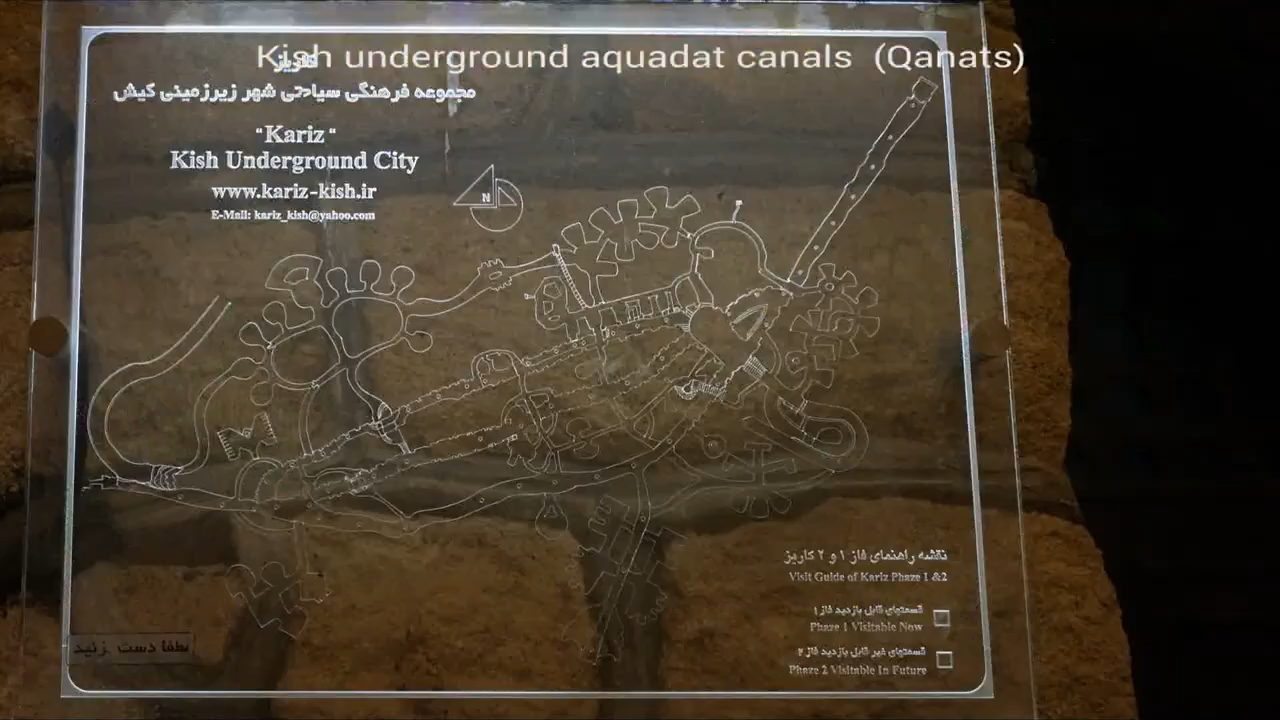 Kish underground aquadat canals (Qanats)
کاریز
مجموعه فرهنگی سیاحتی شهر زیرزمینی کیش
"Kariz"
Kish Underground City
www.kariz-kish.ir
E-Mail: kariz_kish@yahoo.com
N
نقشه راهنمای فاز ۱ و ۲ کاریز
Visit Guide of Kariz Phaze 1 &2
قسمتهای قابل بازدید فاز ۱
Phaze 1 Visitable Now
قسمتهای غیر قابل بازدید فاز ۲
Phaze 2 Visitable In Future
لطفا دست نزنید